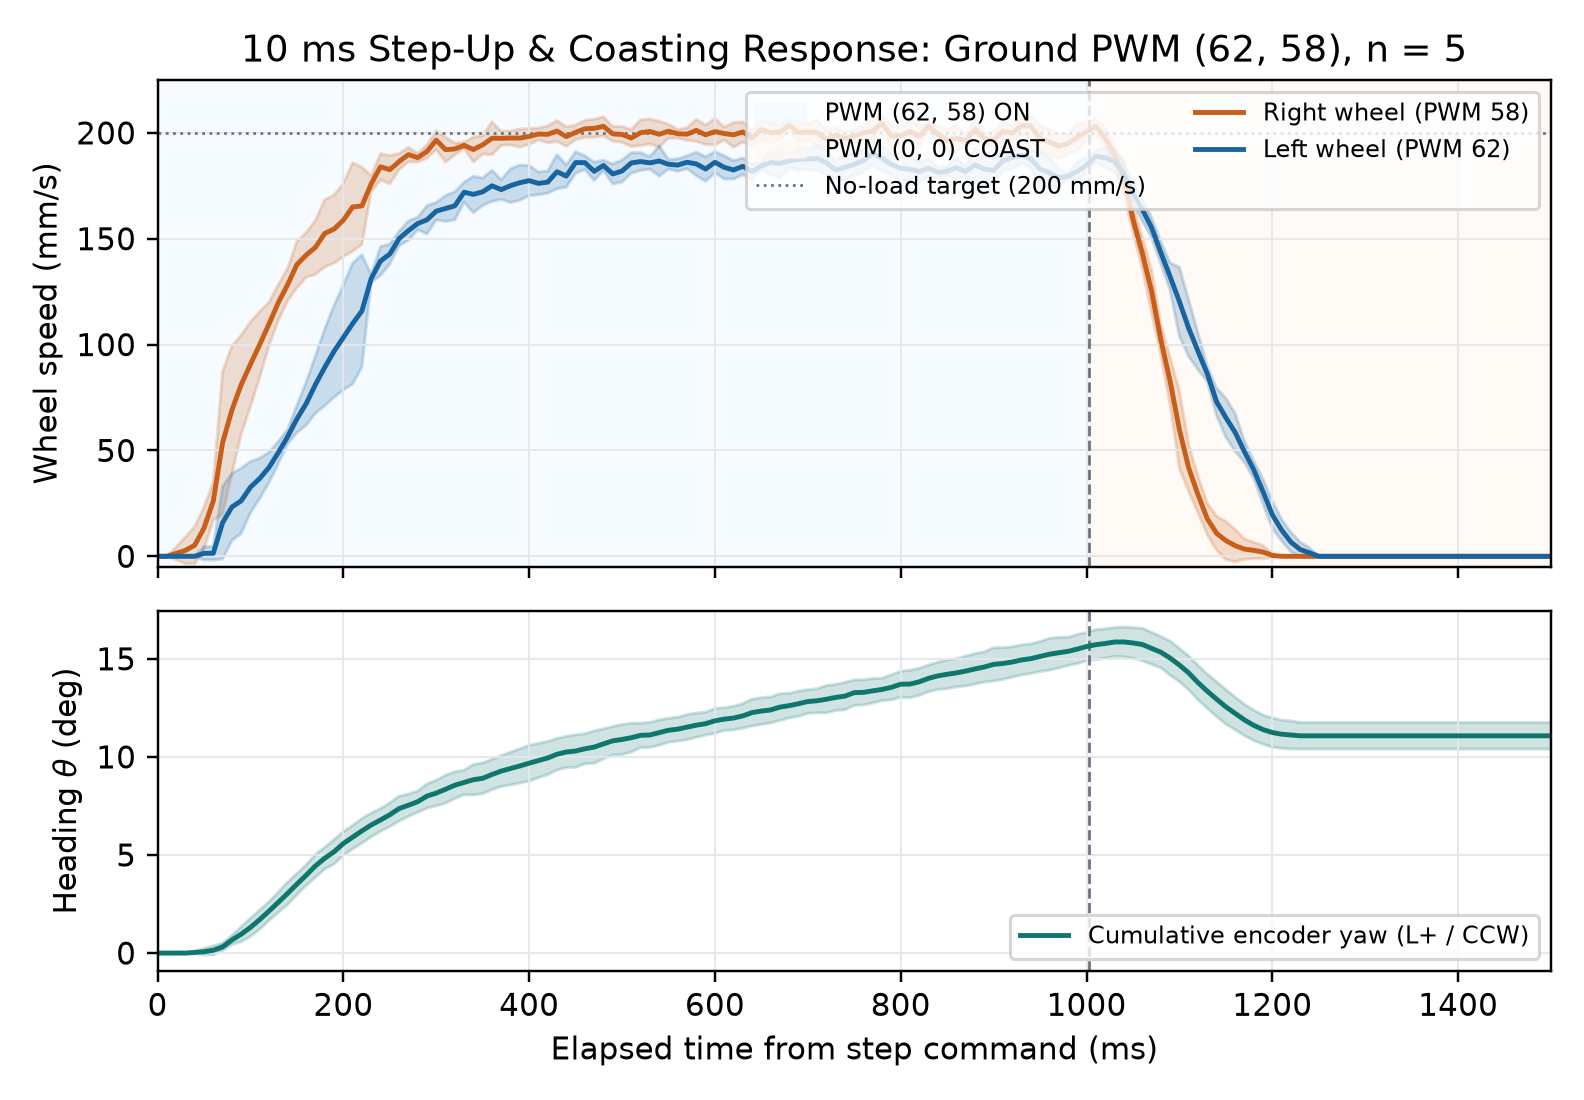 10 ms Step-Up & Coasting Response: Ground PWM (62, 58), n = 5
Wheel speed (mm/s)
200
150
100
50
0
PWM (62, 58) ON
PWM (0, 0) COAST
No-load target (200 mm/s)
Right wheel (PWM 58)
Left wheel (PWM 62)
Heading θ (deg)
15
10
5
0
Cumulative encoder yaw (L+ / CCW)
0 200 400 600 800 1000 1200 1400
Elapsed time from step command (ms)